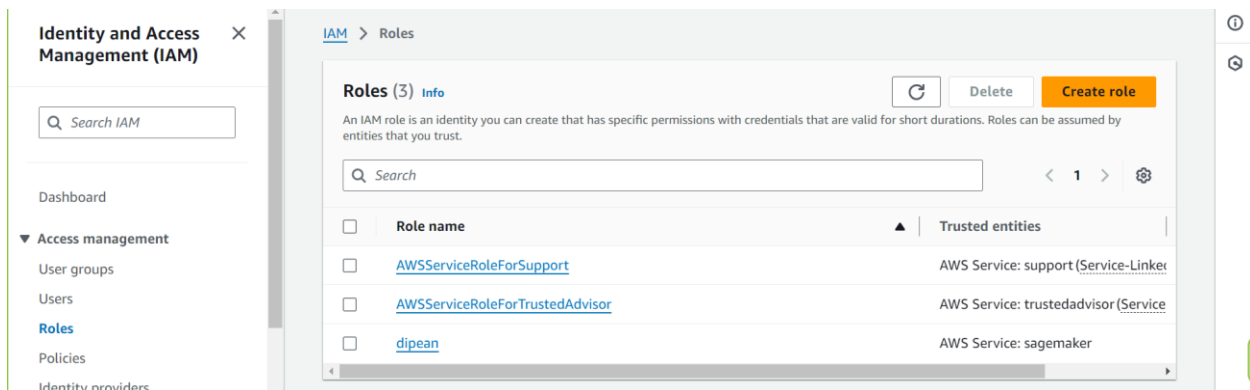 Identity and Access
Management (IAM)
Search IAM
Dashboard
Access management
User groups
Users
Roles
Policies
Identity providers
IAM > Roles
Roles (3) Info
Delete
Create role
An IAM role is an identity you can create that has specific permissions with credentials that are valid for short durations. Roles can be assumed by
entities that you trust.
Search
< 1 >
Role name Trusted entities
AWSServiceRoleForSupport AWS Service: support (Service-Linked
AWSServiceRoleForTrustedAdvisor AWS Service: trustedadvisor (Service
dipean AWS Service: sagemaker